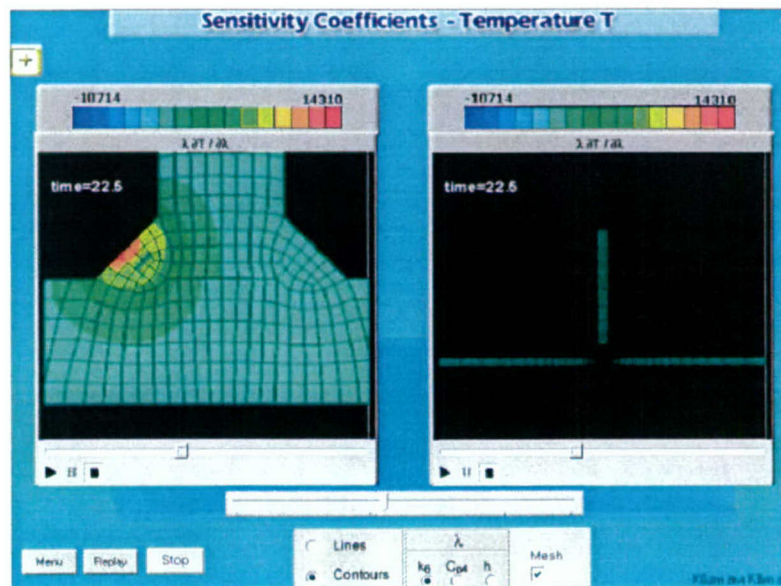 Sensitivity Coefficients - Temperature T
+
-10714 14310
λ ∂T / ∂λ
time=22.5
-10714 14310
λ ∂T / ∂λ
time=22.5
Menu Replay Stop
Lines
Contours
λ
k6 Cp4 h
Mesh